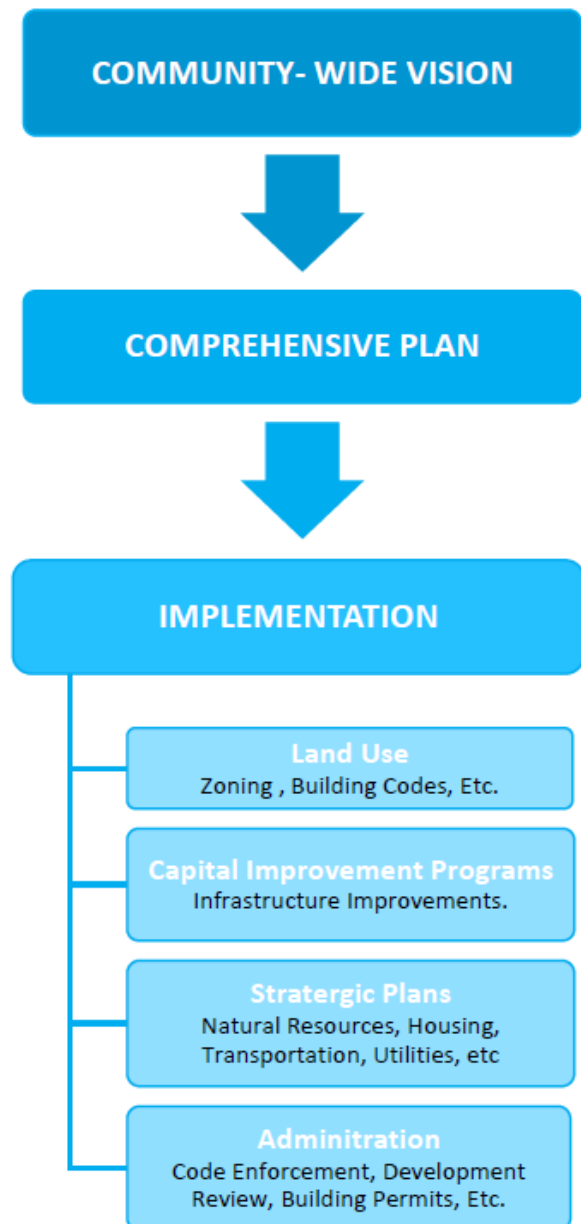 COMMUNITY- WIDE VISION
COMPREHENSIVE PLAN
IMPLEMENTATION
Land Use
Zoning , Building Codes, Etc.
Capital Improvement Programs
Infrastructure Improvements.
Stratergic Plans
Natural Resources, Housing,
Transportation, Utilities, etc
Adminitration
Code Enforcement, Development
Review, Building Permits, Etc.